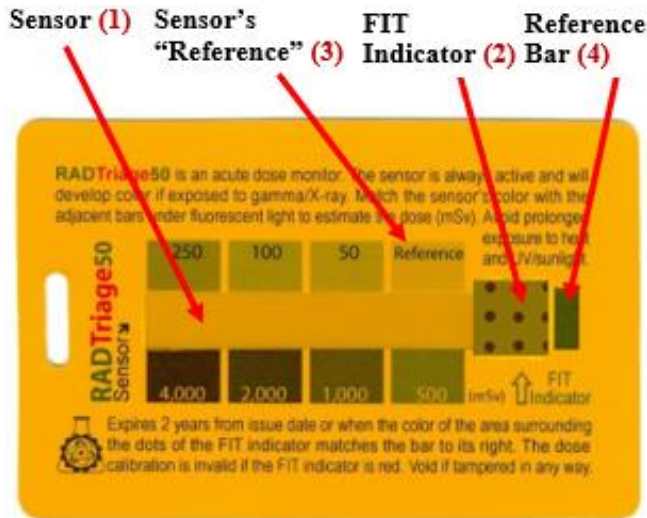 Sensor (1) Sensor's FIT Reference
"Reference" (3) Indicator (2) Bar (4)
RADTriage50 is an acute dose monitor. The sensor is always active and will
develop color if exposed to gamma/X-ray. Match the sensor's color with the
adjacent bars under fluorescent light to estimate the dose (mSv). Avoid prolonged
exposure to heat
and UV/sunlight.
250 100 50 Reference
RADTriage50
Sensor
4,000 2,000 1,000 500 (mSv) FIT
Indicator
Expires 2 years from issue date or when the color of the area surrounding
the dots of the FIT indicator matches the bar to its right. The dose
calibration is invalid if the FIT indicator is red. Void if tampered in any way.